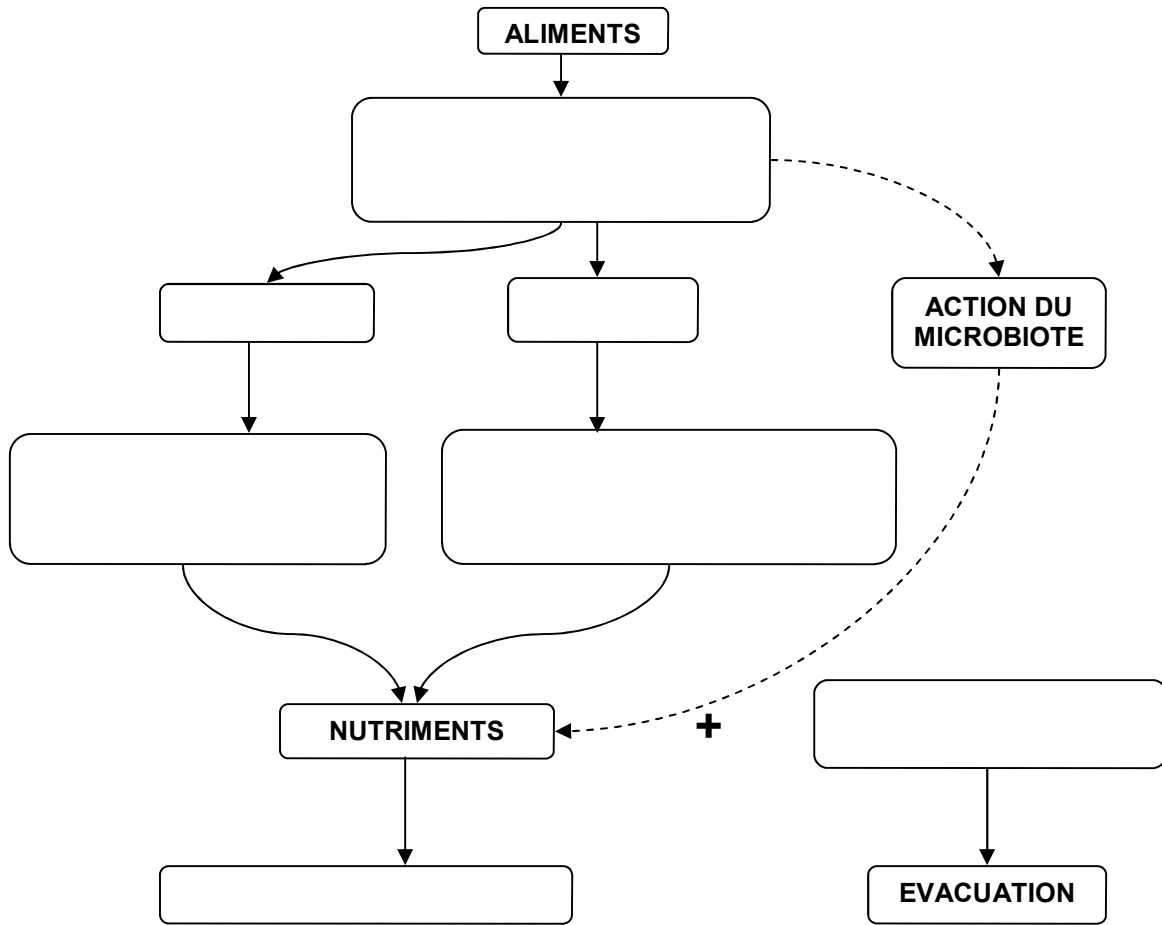 ALIMENTS
ACTION DU
MICROBIOTE
NUTRIMENTS
+
EVACUATION